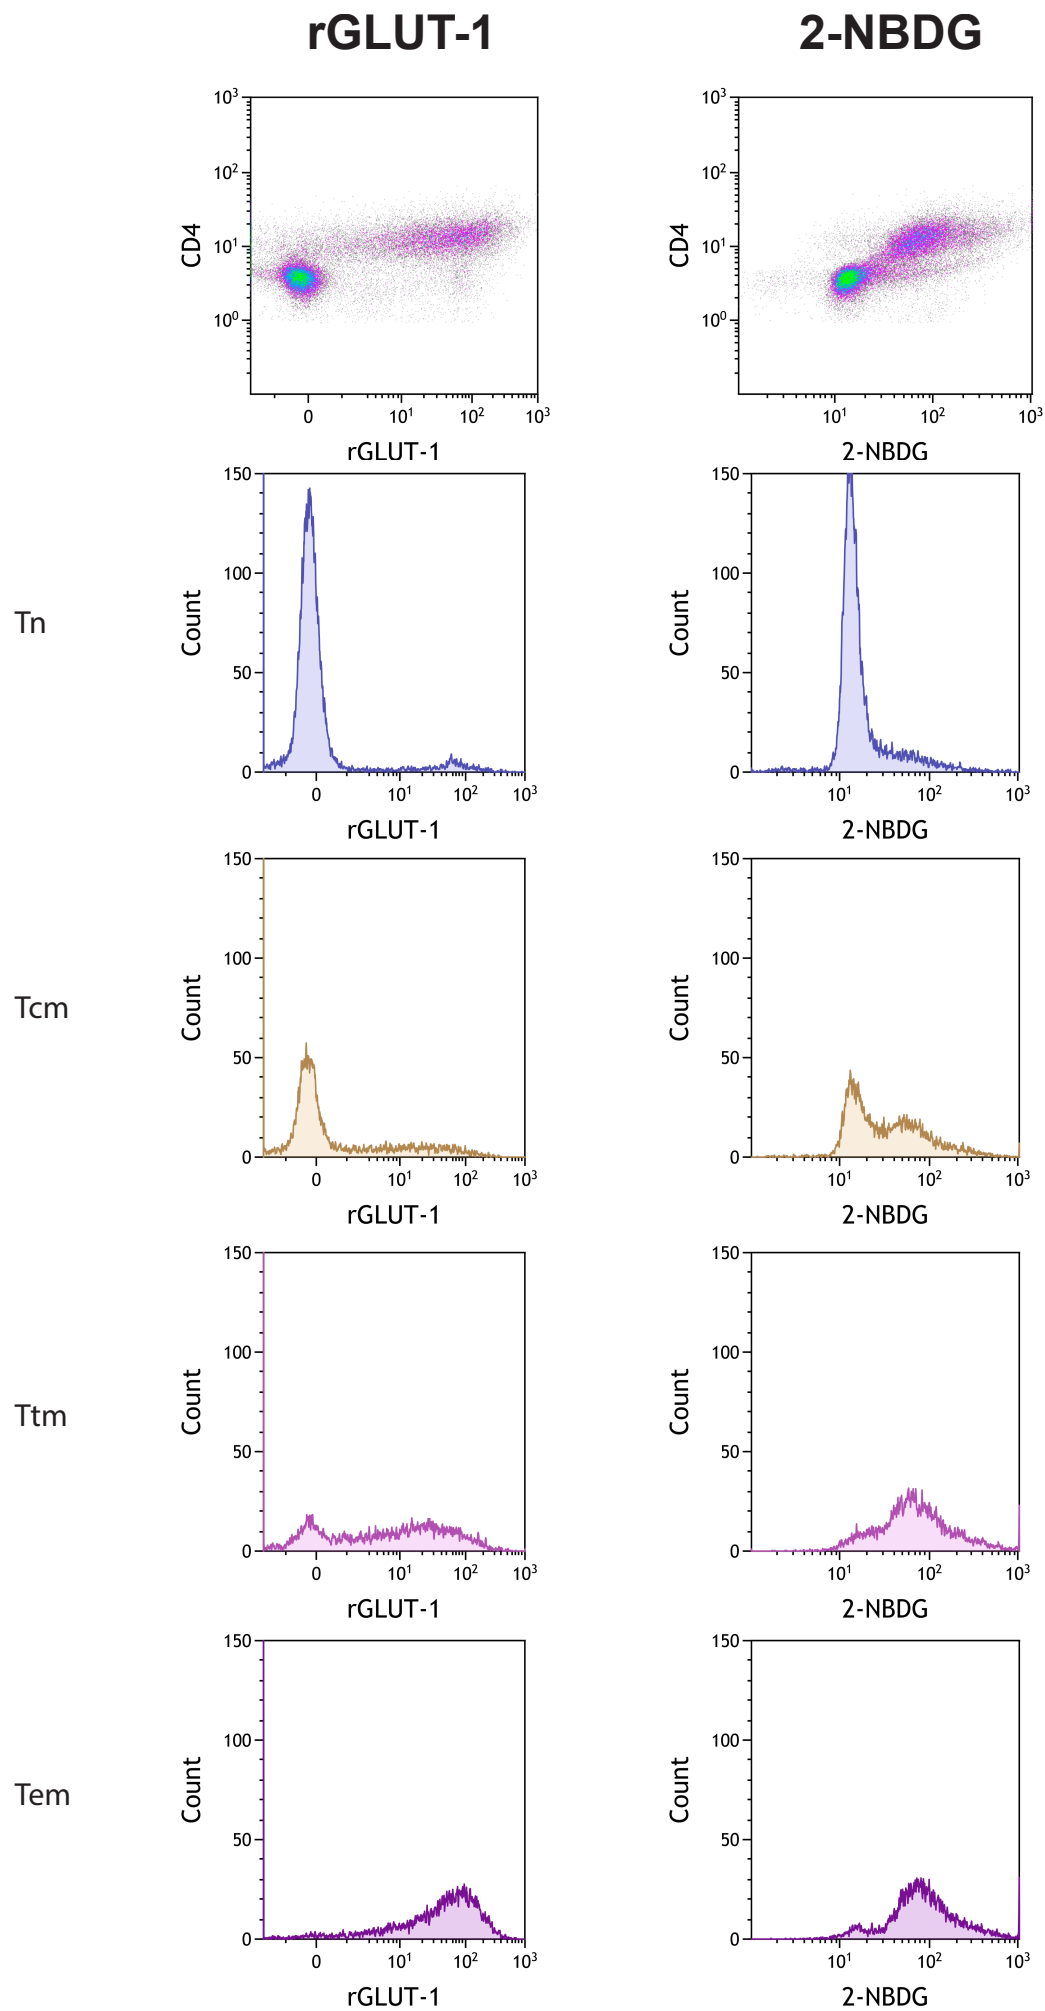 rGLUT-1 2-NBDG
10³ 10³
10² 10²
CD4 CD4
10¹ 10¹
10⁰ 10⁰
0 10¹ 10² 10³ 10¹ 10² 10³
rGLUT-1 2-NBDG
150 150
100 100
Tn Count Count
50 50
0 0
0 10¹ 10² 10³ 10¹ 10² 10³
rGLUT-1 2-NBDG
150 150
100 100
Tcm Count Count
50 50
0 0
0 10¹ 10² 10³ 10¹ 10² 10³
rGLUT-1 2-NBDG
150 150
100 100
Ttm Count Count
50 50
0 0
0 10¹ 10² 10³ 10¹ 10² 10³
rGLUT-1 2-NBDG
150 150
100 100
Tem Count Count
50 50
0 0
0 10¹ 10² 10³ 10¹ 10² 10³
rGLUT-1 2-NBDG